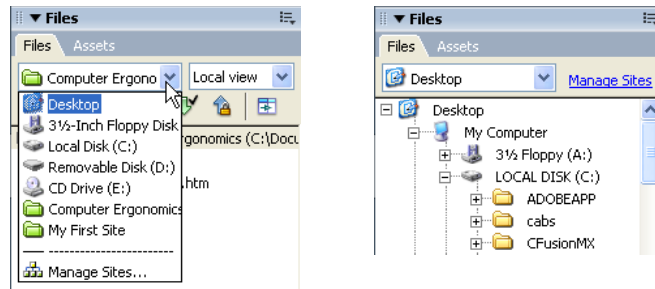 Files
Files Assets
Computer Ergono Local view
Desktop
3½-Inch Floppy Disk
Local Disk (C:)
rgonomics (C:\Docu
Removable Disk (D:)
.htm
CD Drive (E:)
Computer Ergonomics
My First Site
Manage Sites...
Files
Files Assets
Desktop Manage Sites
Desktop
My Computer
3½ Floppy (A:)
LOCAL DISK (C:)
ADOBEAPP
cabs
CFusionMX